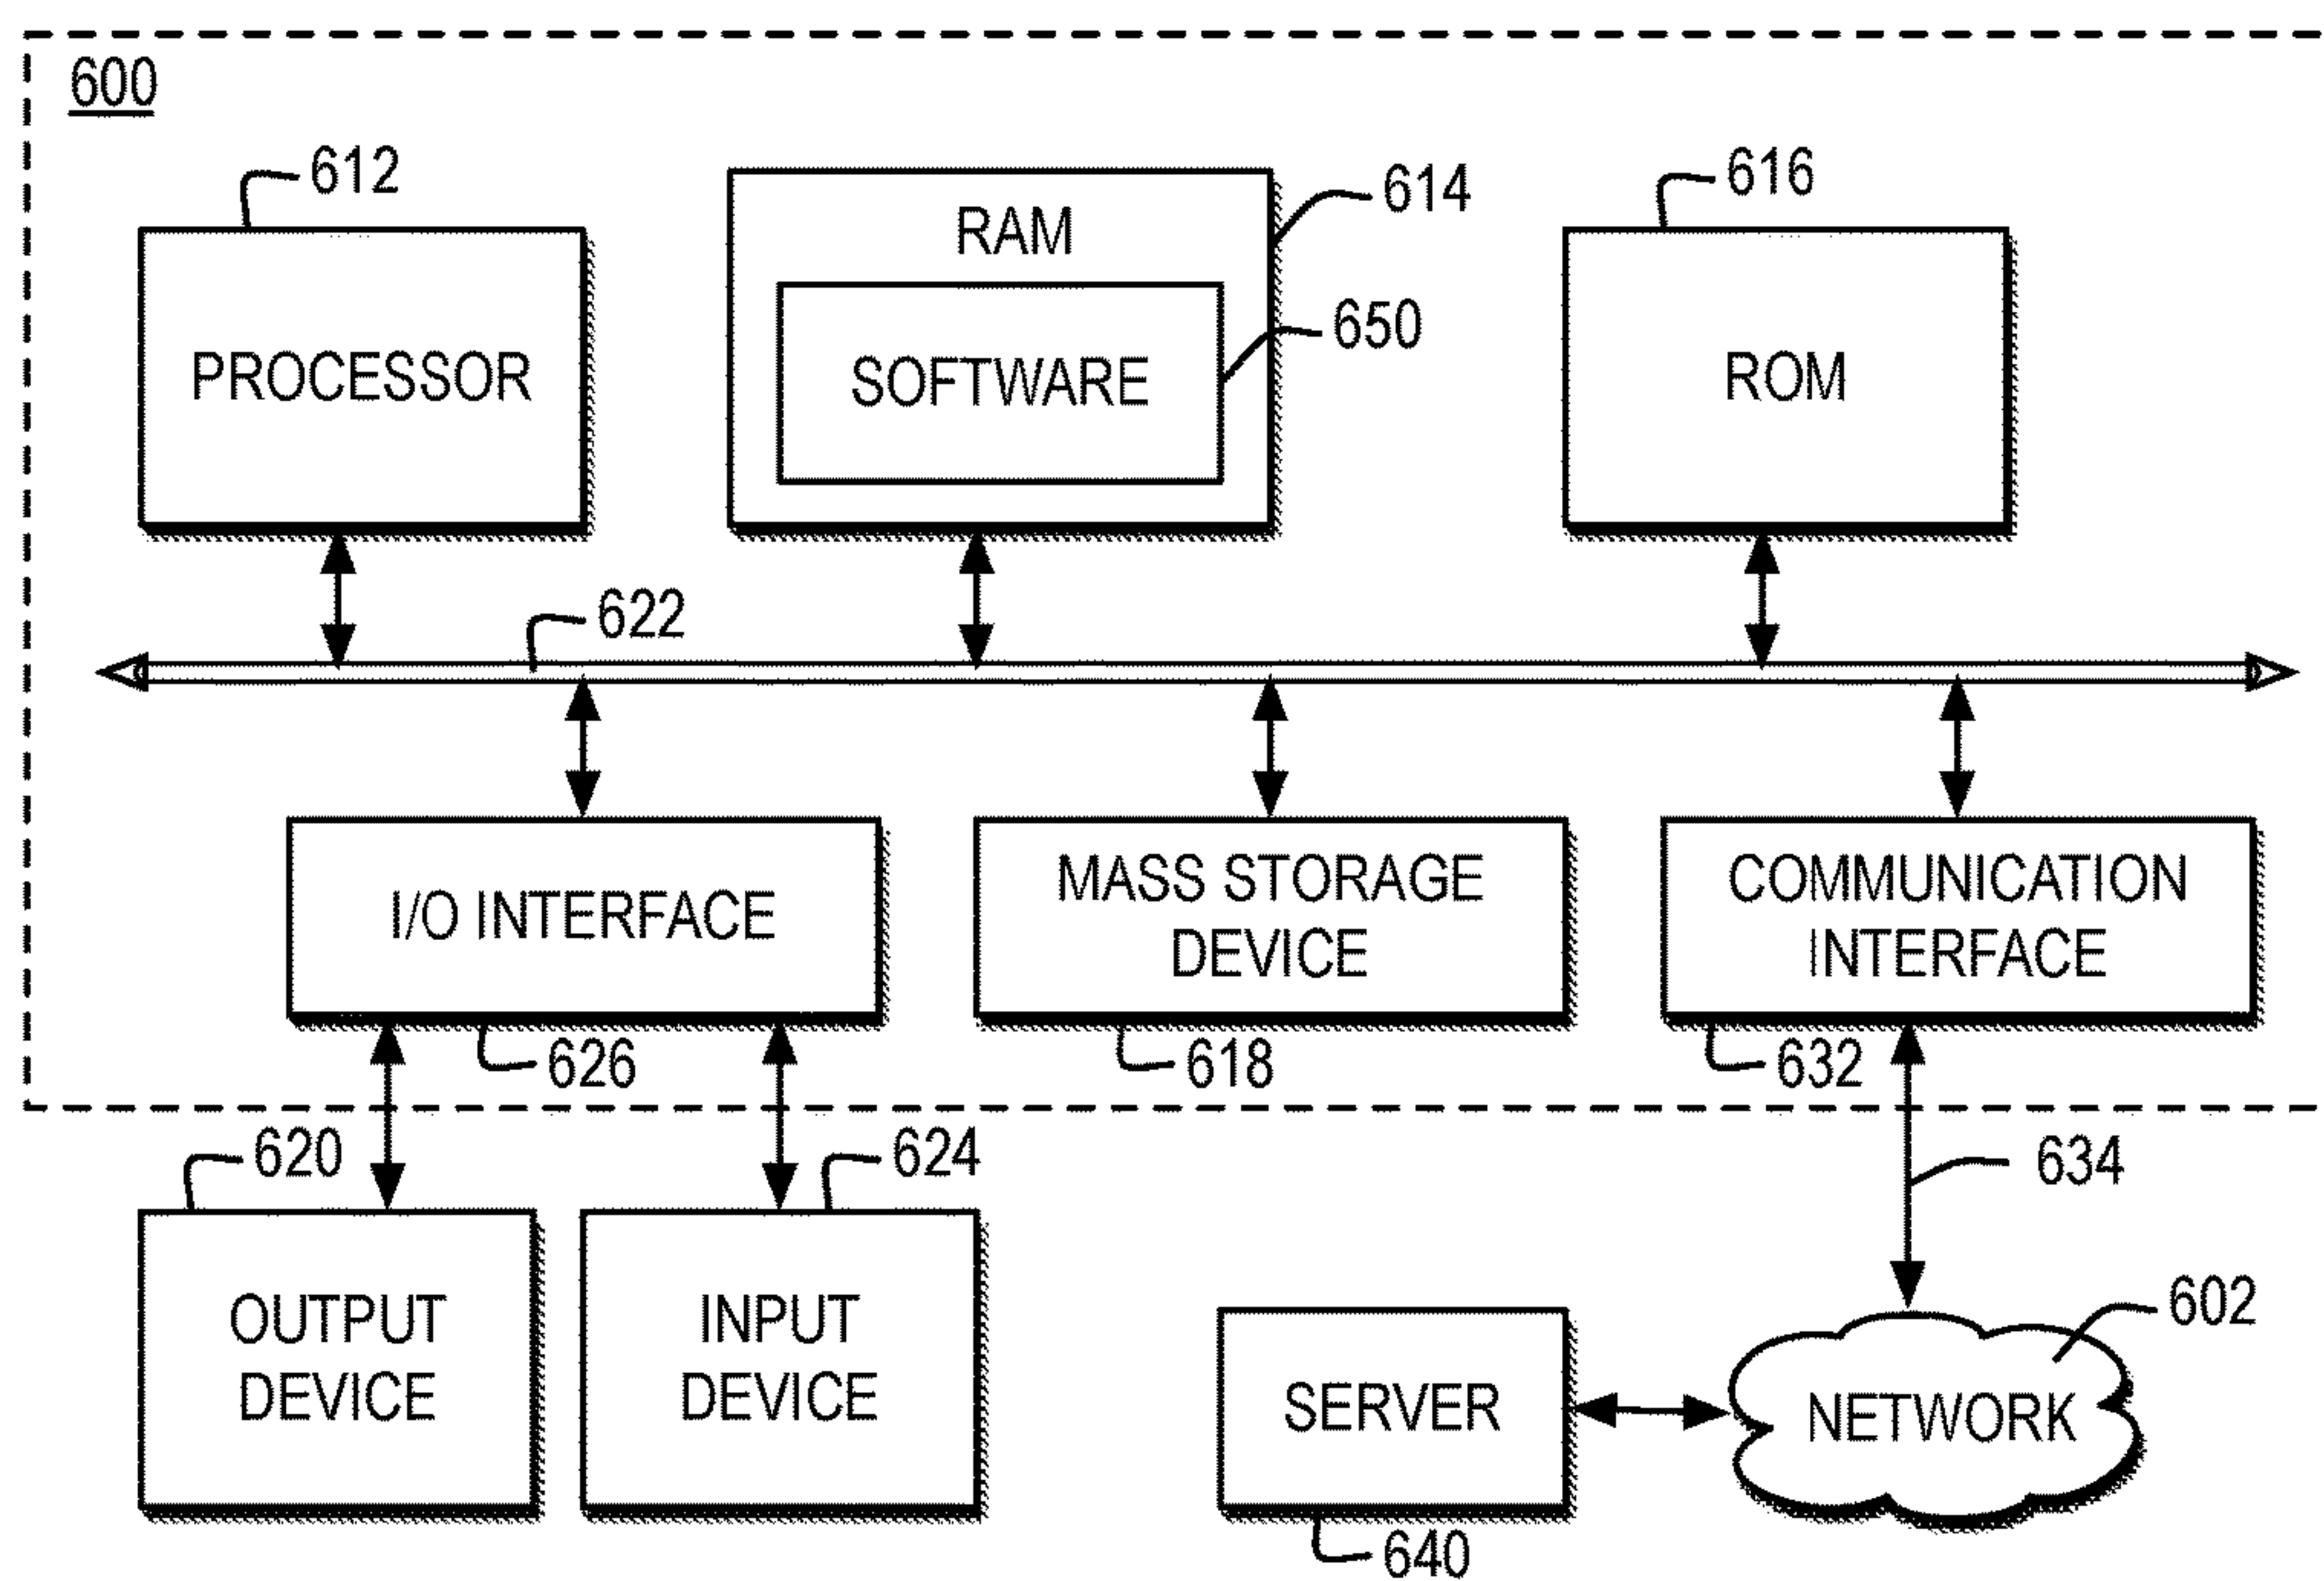 600
612
614
616
RAM
650
PROCESSOR
SOFTWARE
ROM
622
I/O INTERFACE
MASS STORAGE
DEVICE
COMMUNICATION
INTERFACE
626
618
632
620
624
634
OUTPUT
DEVICE
INPUT
DEVICE
602
SERVER
NETWORK
640